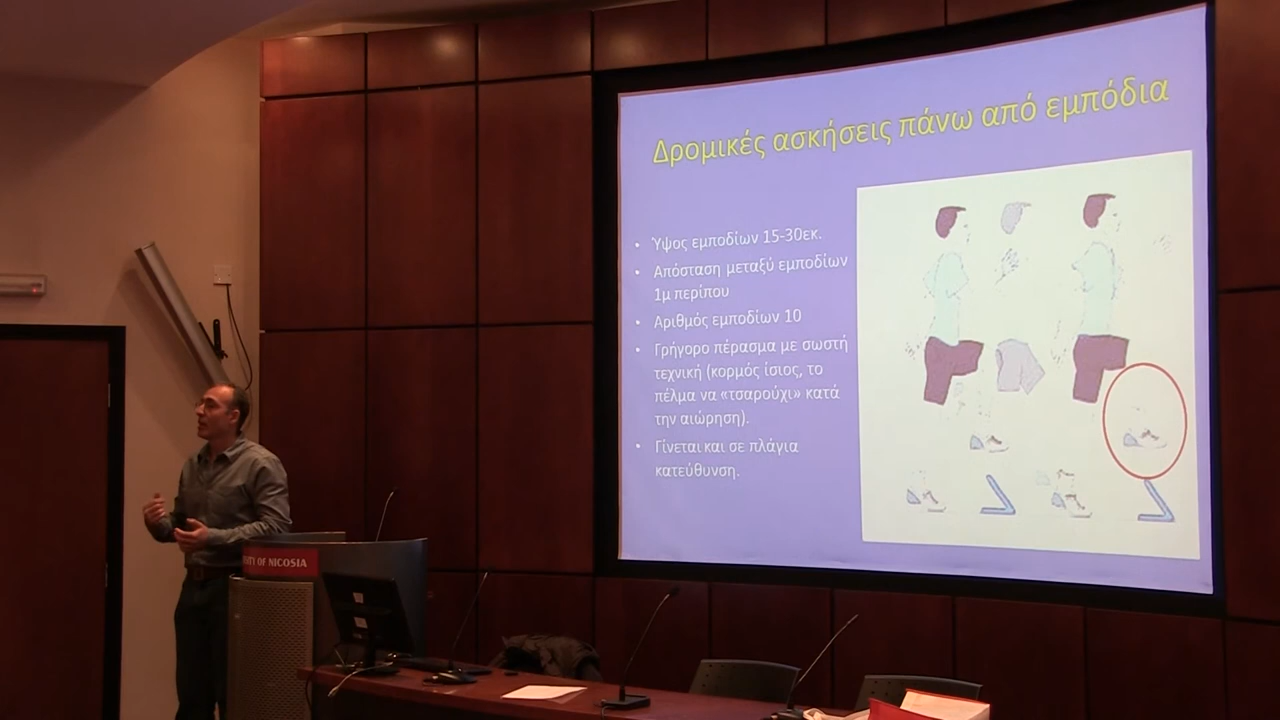 Δρομικές ασκήσεις πάνω από εμπόδια
• Ύψος εμποδίων 15-30εκ.
• Απόσταση μεταξύ εμποδίων
1μ περίπου
• Αριθμός εμποδίων 10
• Γρήγορο πέρασμα με σωστή
τεχνική (κορμός ίσιος, το
πέλμα να «τσαρούχι» κατά
την αιώρηση).
• Γίνεται και σε πλάγια
κατεύθυνση.
OF NICOSIA